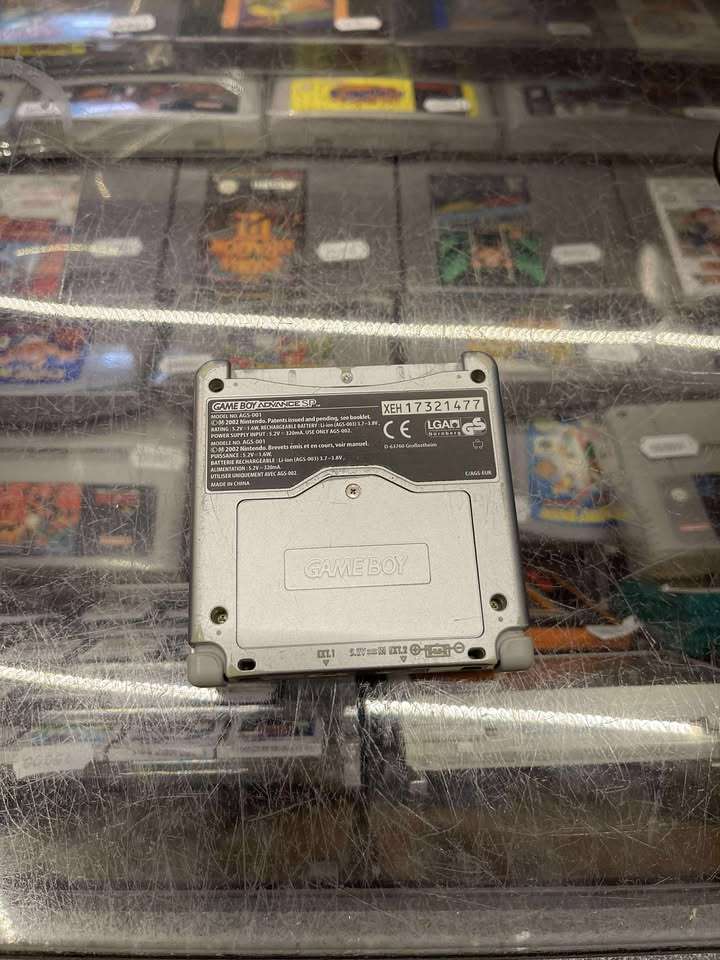 GAME BOY ADVANCE SP™
MODEL NO. AGS-001
©M 2002 Nintendo. Patents issued and pending, see booklet.
RATING : 5.2V⎓1.6W, RECHARGEABLE BATTERY : Li-ion (AGS-003) 3.7⎓3.8V,
POWER SUPPLY INPUT : 5.2V⎓320mA. USE ONLY AGS-002.
MODÈLE NO. AGS-001
©M 2002 Nintendo. Brevets émis et en cours, voir manuel.
PUISSANCE : 5.2V⎓1.6W,
BATTERIE RECHARGEABLE : Li-ion (AGS-003) 3.7⎓3.8V,
ALIMENTATION : 5.2V⎓320mA.
UTILISER UNIQUEMENT AVEC AGS-002.
MADE IN CHINA
XEH 17321477
CE LGA GS
Nürnberg
D-63760 Großostheim
C/AGS-EUR
GAME BOY
EXT.1 5.2V⎓ EXT.2